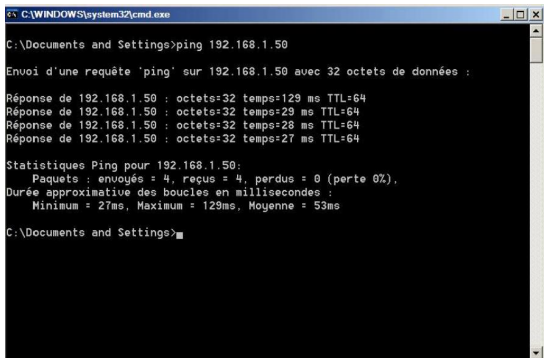 C:\WINDOWS\system32\cmd.exe
C:\Documents and Settings>ping 192.168.1.50
Envoi d'une requête 'ping' sur 192.168.1.50 avec 32 octets de données :
Réponse de 192.168.1.50 : octets=32 temps=129 ms TTL=64
Réponse de 192.168.1.50 : octets=32 temps=29 ms TTL=64
Réponse de 192.168.1.50 : octets=32 temps=28 ms TTL=64
Réponse de 192.168.1.50 : octets=32 temps=27 ms TTL=64
Statistiques Ping pour 192.168.1.50:
Paquets : envoyés = 4, reçus = 4, perdus = 0 (perte 0%),
Durée approximative des boucles en millisecondes :
Minimum = 27ms, Maximum = 129ms, Moyenne = 53ms
C:\Documents and Settings>